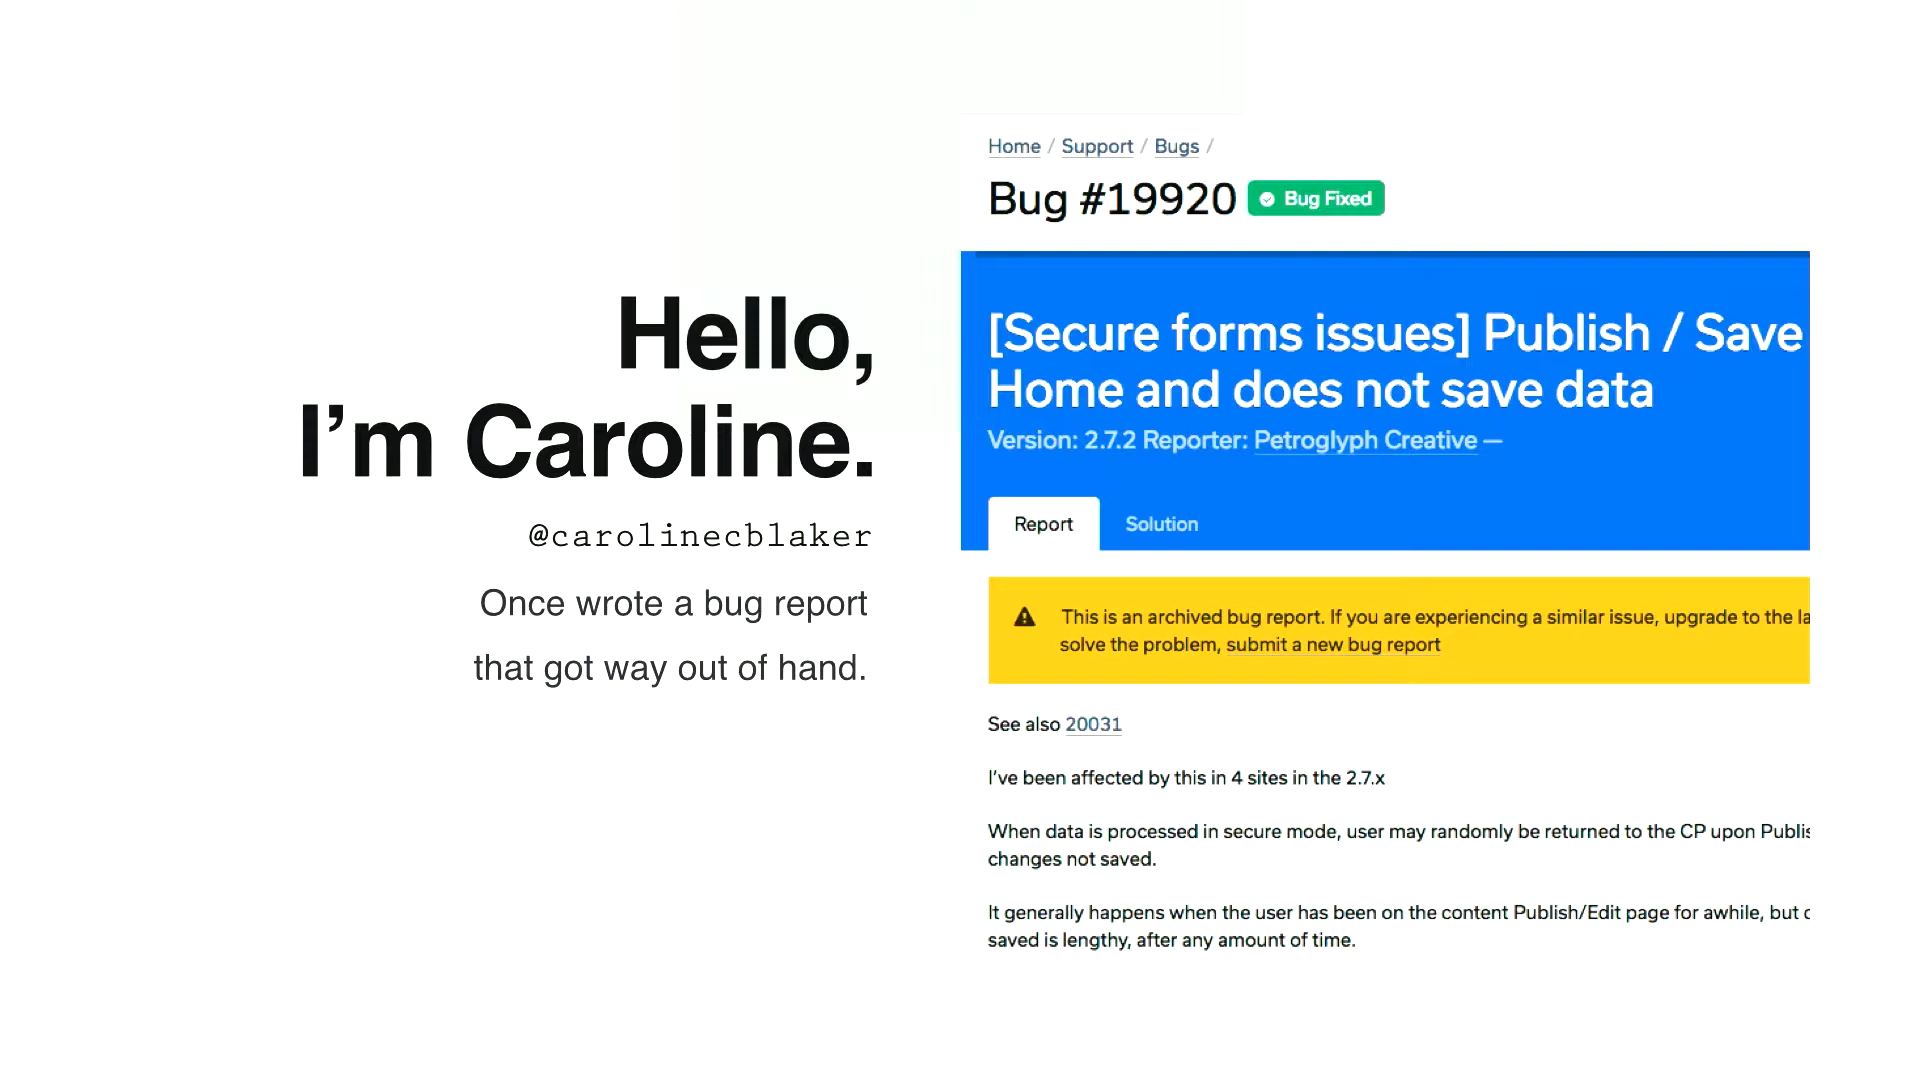 Hello,
I’m Caroline.
@carolinecblaker
Once wrote a bug report
that got way out of hand.
Home / Support / Bugs /
Bug #19920 Bug Fixed
[Secure forms issues] Publish / Save
Home and does not save data
Version: 2.7.2 Reporter: Petroglyph Creative —
Report Solution
This is an archived bug report. If you are experiencing a similar issue, upgrade to the la
solve the problem, submit a new bug report
See also 20031
I’ve been affected by this in 4 sites in the 2.7.x
When data is processed in secure mode, user may randomly be returned to the CP upon Publis
changes not saved.
It generally happens when the user has been on the content Publish/Edit page for awhile, but
saved is lengthy, after any amount of time.